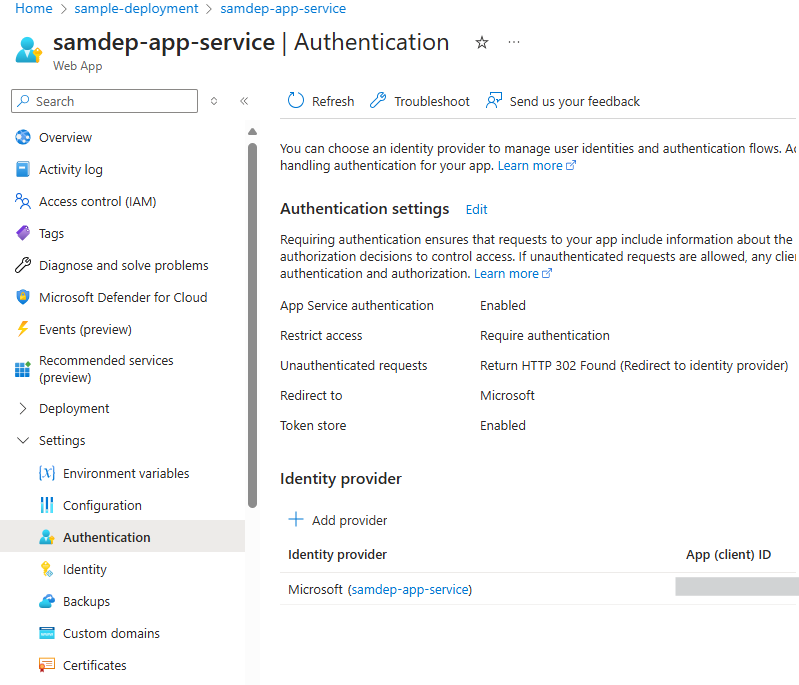 Home > sample-deployment > samdep-app-service
samdep-app-service | Authentication
Web App
Search
Refresh Troubleshoot Send us your feedback
Overview
Activity log
Access control (IAM)
Tags
Diagnose and solve problems
Microsoft Defender for Cloud
Events (preview)
Recommended services
(preview)
Deployment
Settings
Environment variables
Configuration
Authentication
Identity
Backups
Custom domains
Certificates
You can choose an identity provider to manage user identities and authentication flows.
handling authentication for your app. Learn more
Authentication settings Edit
Requiring authentication ensures that requests to your app include information about the
authorization decisions to control access. If unauthenticated requests are allowed, any
authentication and authorization. Learn more
App Service authentication Enabled
Restrict access Require authentication
Unauthenticated requests Return HTTP 302 Found (Redirect to identity provider)
Redirect to Microsoft
Token store Enabled
Identity provider
Add provider
Identity provider App (client) ID
Microsoft (samdep-app-service)